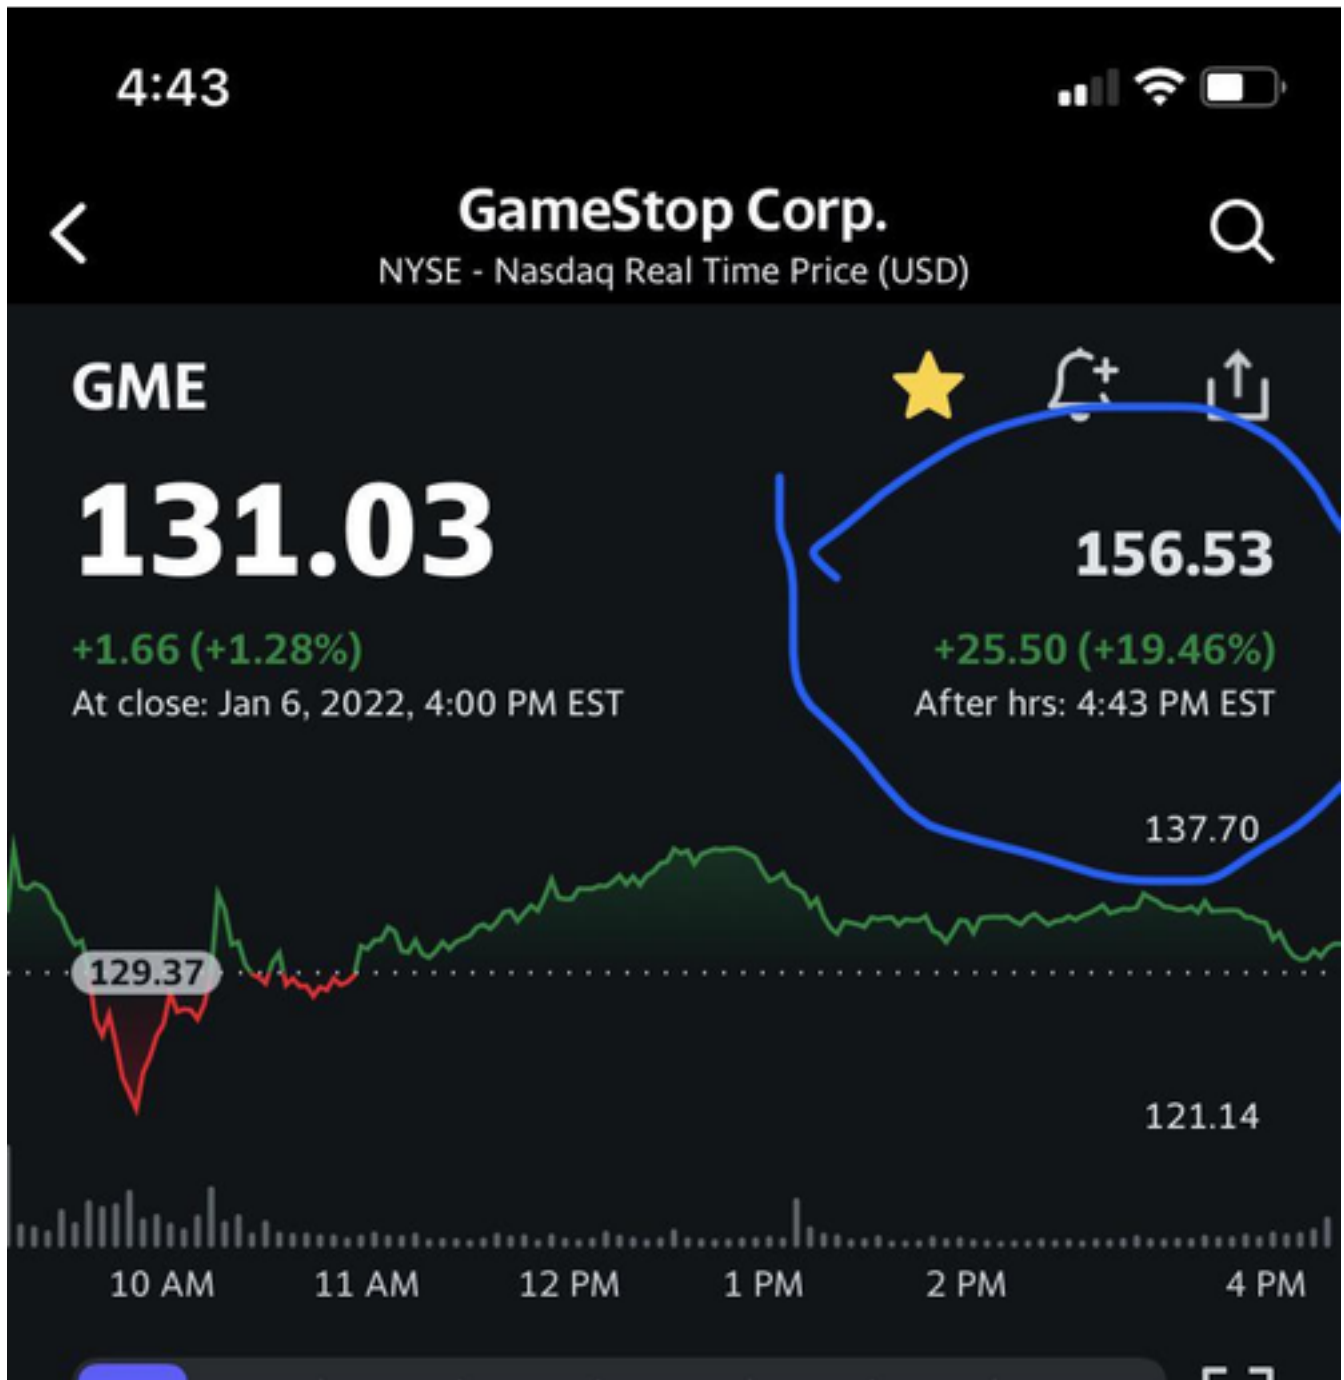 4:43
GameStop Corp.
NYSE - Nasdaq Real Time Price (USD)
GME
131.03
156.53
+1.66 (+1.28%)
+25.50 (+19.46%)
At close: Jan 6, 2022, 4:00 PM EST
After hrs: 4:43 PM EST
137.70
129.37
121.14
10 AM 11 AM 12 PM 1 PM 2 PM 4 PM